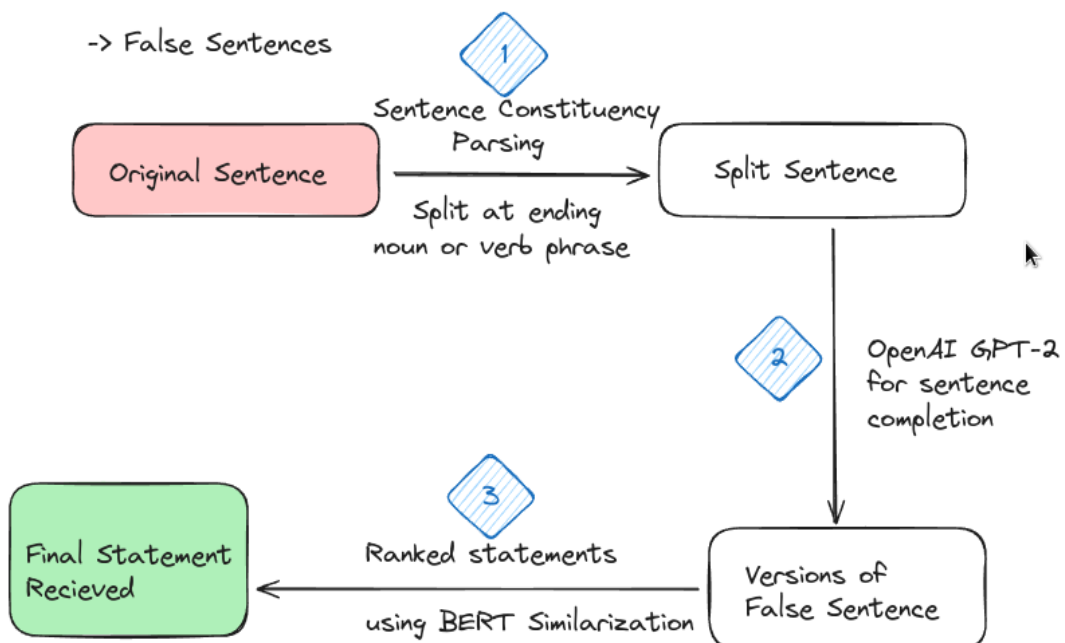 -> False Sentences
1
Sentence Constituency
Parsing
Original Sentence
Split at ending
noun or verb phrase
Split Sentence
2
OpenAI GPT-2
for sentence
completion
Versions of
False Sentence
3
Ranked statements
using BERT Similarization
Final Statement
Recieved